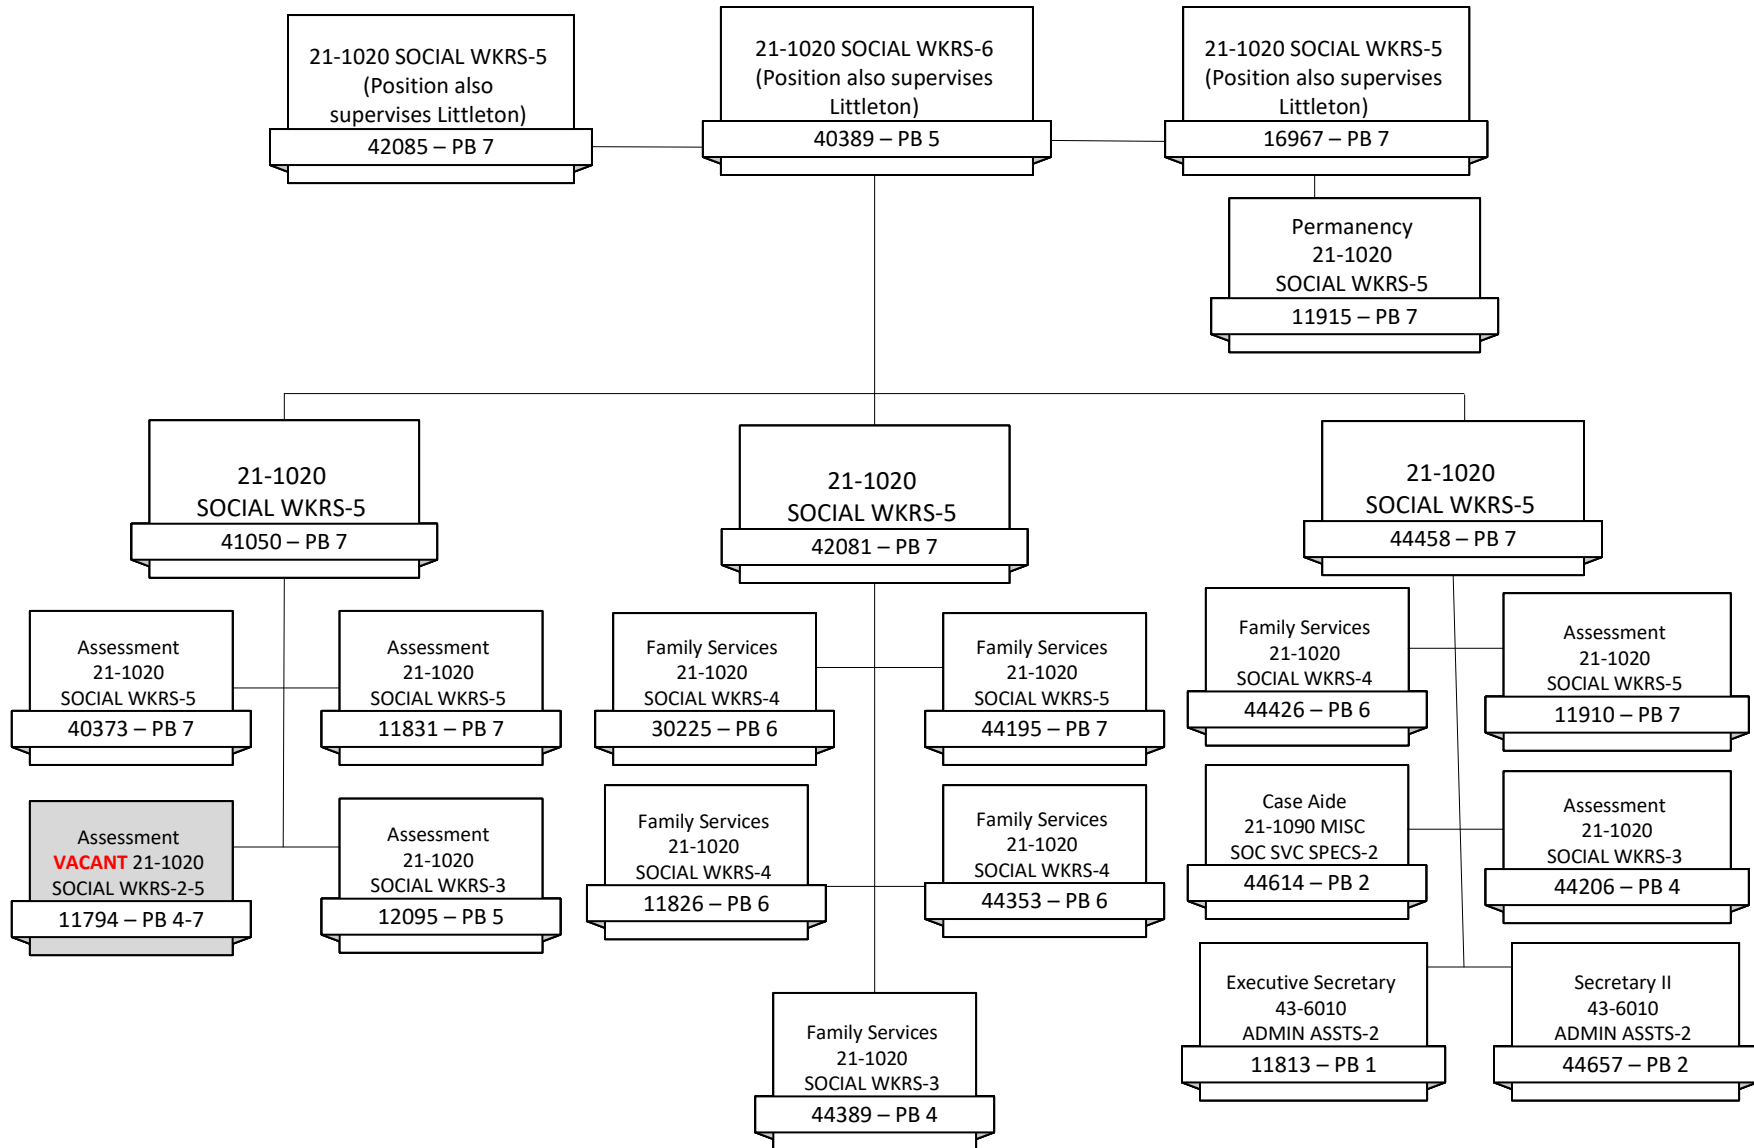 21-1020 SOCIAL WKRS-5
(Position also
supervises Littleton)
42085 – PB 7
21-1020 SOCIAL WKRS-6
(Position also supervises
Littleton)
40389 – PB 5
21-1020 SOCIAL WKRS-5
(Position also supervises
Littleton)
16967 – PB 7
Permanency
21-1020
SOCIAL WKRS-5
11915 – PB 7
21-1020
SOCIAL WKRS-5
41050 – PB 7
21-1020
SOCIAL WKRS-5
42081 – PB 7
21-1020
SOCIAL WKRS-5
44458 – PB 7
Assessment
21-1020
SOCIAL WKRS-5
40373 – PB 7
Assessment
21-1020
SOCIAL WKRS-5
11831 – PB 7
Family Services
21-1020
SOCIAL WKRS-4
30225 – PB 6
Family Services
21-1020
SOCIAL WKRS-5
44195 – PB 7
Family Services
21-1020
SOCIAL WKRS-4
44426 – PB 6
Assessment
21-1020
SOCIAL WKRS-5
11910 – PB 7
Assessment
VACANT 21-1020
SOCIAL WKRS-2-5
11794 – PB 4-7
Assessment
21-1020
SOCIAL WKRS-3
12095 – PB 5
Family Services
21-1020
SOCIAL WKRS-4
11826 – PB 6
Family Services
21-1020
SOCIAL WKRS-4
44353 – PB 6
Case Aide
21-1090 MISC
SOC SVC SPECS-2
44614 – PB 2
Assessment
21-1020
SOCIAL WKRS-3
44206 – PB 4
Family Services
21-1020
SOCIAL WKRS-3
44389 – PB 4
Executive Secretary
43-6010
ADMIN ASSTS-2
11813 – PB 1
Secretary II
43-6010
ADMIN ASSTS-2
44657 – PB 2